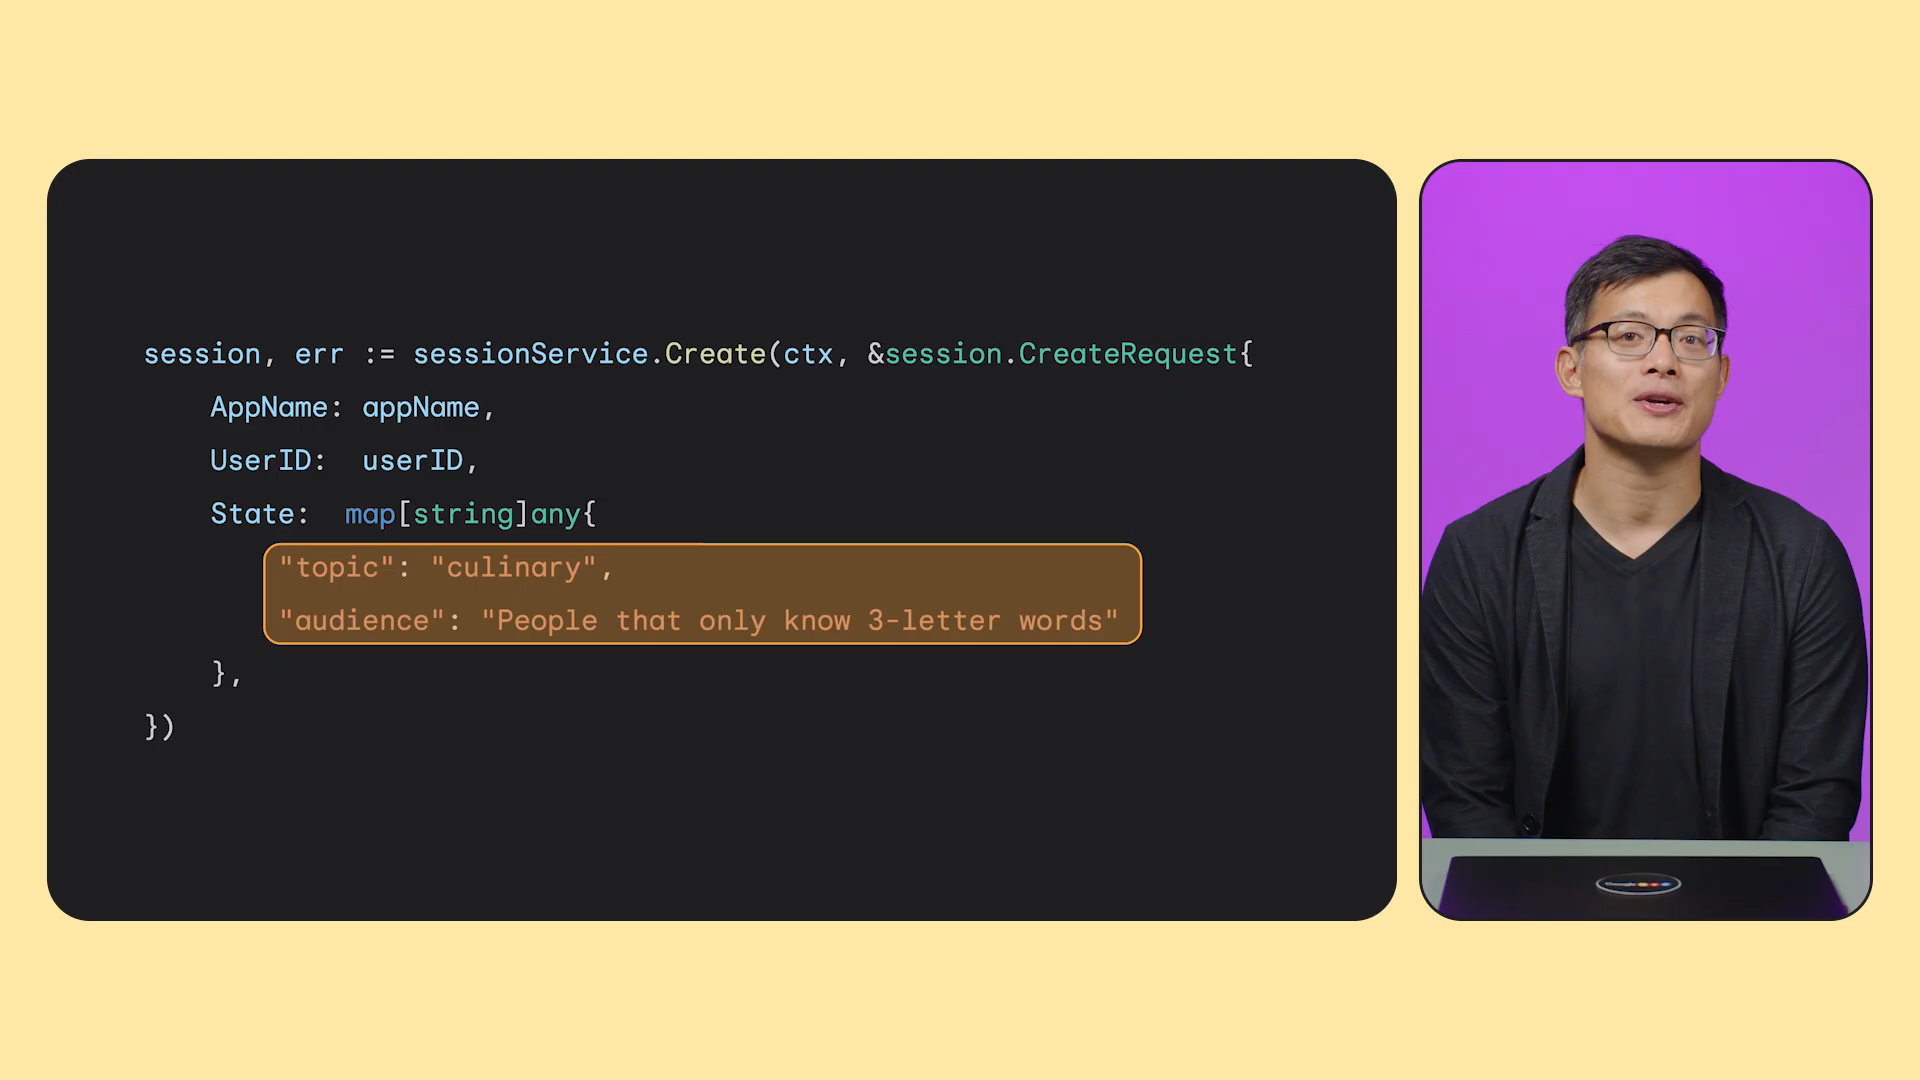 session, err := sessionService.Create(ctx, &session.CreateRequest{
AppName: appName,
UserID: userID,
State: map[string]any{
"topic": "culinary",
"audience": "People that only know 3-letter words"
},
})